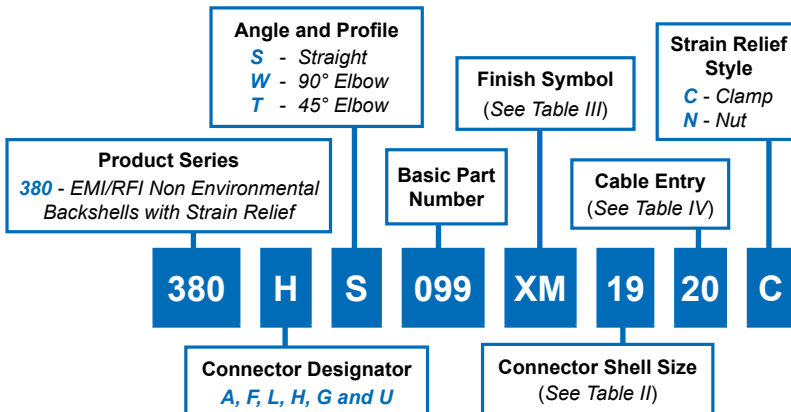 Angle and Profile
S - Straight
W - 90° Elbow
T - 45° Elbow
Finish Symbol
(See Table III)
Strain Relief
Style
C - Clamp
N - Nut
Product Series
380 - EMI/RFI Non Environmental
Backshells with Strain Relief
Basic Part
Number
Cable Entry
(See Table IV)
380 H S 099 XM 19 20 C
Connector Designator
A, F, L, H, G and U
Connector Shell Size
(See Table II)